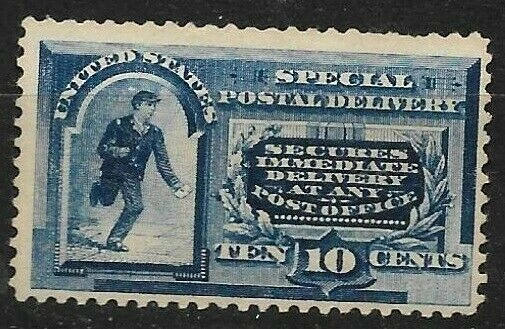 UNITED STATES
SPECIAL
POSTAL DELIVERY
SECURES
IMMEDIATE
DELIVERY
AT ANY
POST OFFICE
TEN 10 CENTS